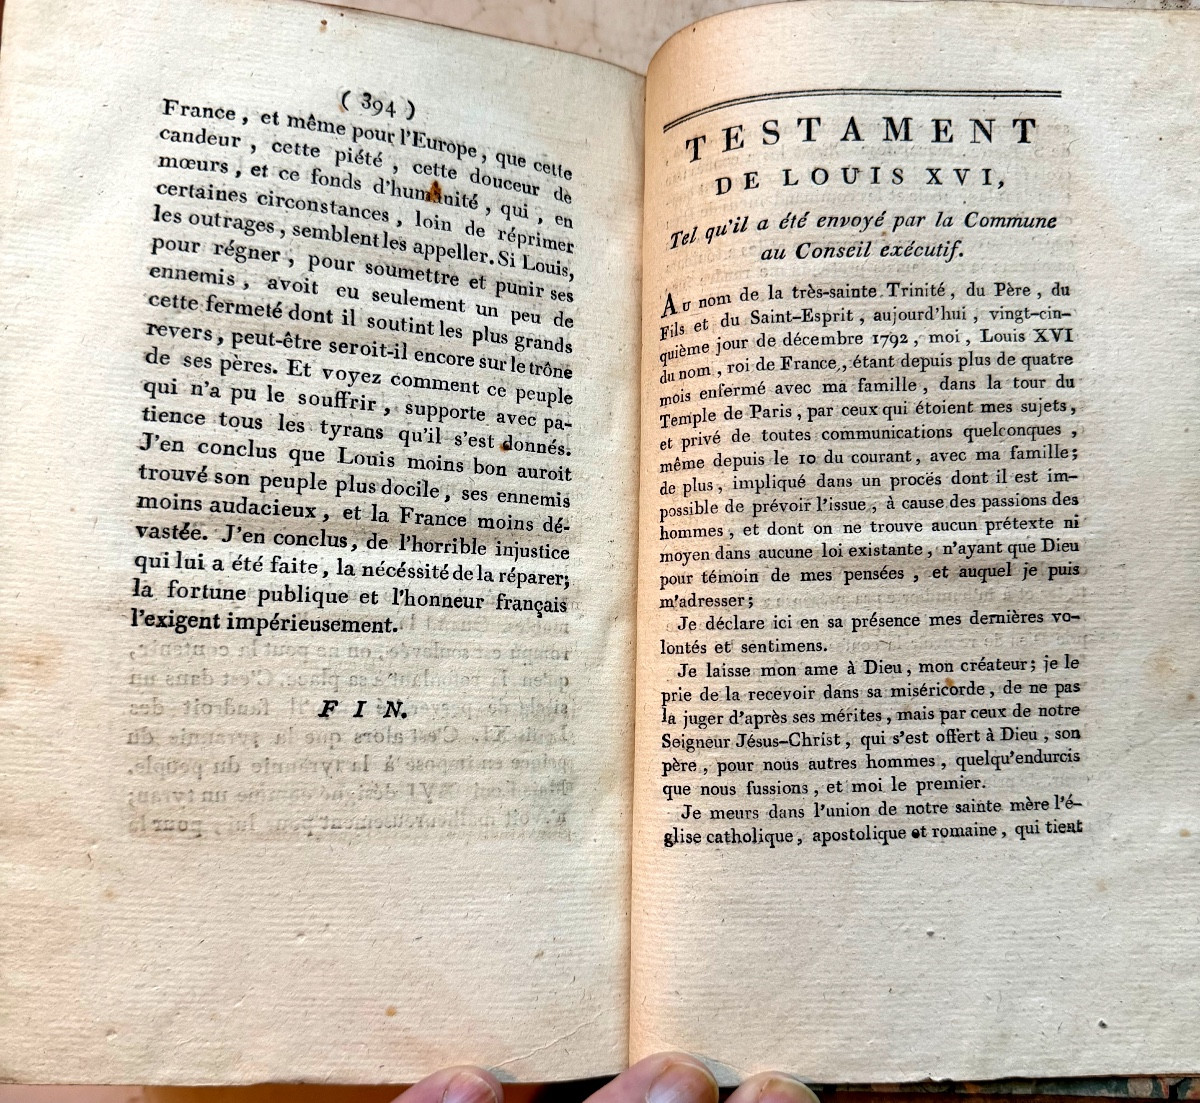 ( 394 )
France, et même pour l'Europe, que cette
candeur, cette piété, cette douceur de
mœurs, et ce fonds d'humanité, qui, en
certaines circonstances, loin de réprimer
les outrages, semblent les appeller. Si Louis,
pour régner, pour soumettre et punir ses
ennemis, avoit eu seulement un peu de
cette fermeté dont il soutint les plus grands
revers, peut-être seroit-il encore sur le trône
de ses pères. Et voyez comment ce peuple
qui n'a pu le souffrir, supporte avec pa-
tience tous les tyrans qu'il s'est donnés.
J'en conclus que Louis moins bon auroit
trouvé son peuple plus docile, ses ennemis
moins audacieux, et la France moins dé-
vastée. J'en conclus, de l'horrible injustice
qui lui a été faite, la nécéssité de la réparer;
la fortune publique et l'honneur français
l'exigent impérieusement.
FIN.
TESTAMENT
DE LOUIS XVI,
Tel qu'il a été envoyé par la Commune
au Conseil exécutif.
Au nom de la très-sainte Trinité, du Père, du
Fils et du Saint-Esprit, aujourd'hui, vingt-cin-
quième jour de décembre 1792, moi, Louis XVI
du nom, roi de France, étant depuis plus de quatre
mois enfermé avec ma famille, dans la tour du
Temple de Paris, par ceux qui étoient mes sujets,
et privé de toutes communications quelconques,
même depuis le 10 du courant, avec ma famille;
de plus, impliqué dans un procès dont il est im-
possible de prévoir l'issue, à cause des passions des
hommes, et dont on ne trouve aucun prétexte ni
moyen dans aucune loi existante, n'ayant que Dieu
pour témoin de mes pensées, et auquel je puis
m'adresser;
Je déclare ici en sa présence mes dernières vo-
lontés et sentimens.
Je laisse mon ame à Dieu, mon créateur; je le
prie de la recevoir dans sa miséricorde, de ne pas
la juger d'après ses mérites, mais par ceux de notre
Seigneur Jésus-Christ, qui s'est offert à Dieu, son
père, pour nous autres hommes, quelqu'endurcis
que nous fussions, et moi le premier.
Je meurs dans l'union de notre sainte mère l'é-
glise catholique, apostolique et romaine, qui tient